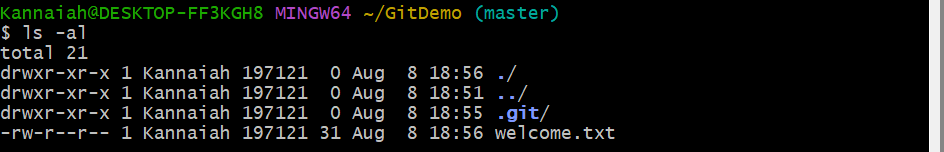 Kannaiah@DESKTOP-FF3KGH8 MINGW64 ~/GitDemo (master)
$ ls -al
total 21
drwxr-xr-x 1 Kannaiah 197121  0 Aug  8 18:56 ./
drwxr-xr-x 1 Kannaiah 197121  0 Aug  8 18:51 ../
drwxr-xr-x 1 Kannaiah 197121  0 Aug  8 18:55 .git/
-rw-r--r-- 1 Kannaiah 197121 31 Aug  8 18:56 welcome.txt